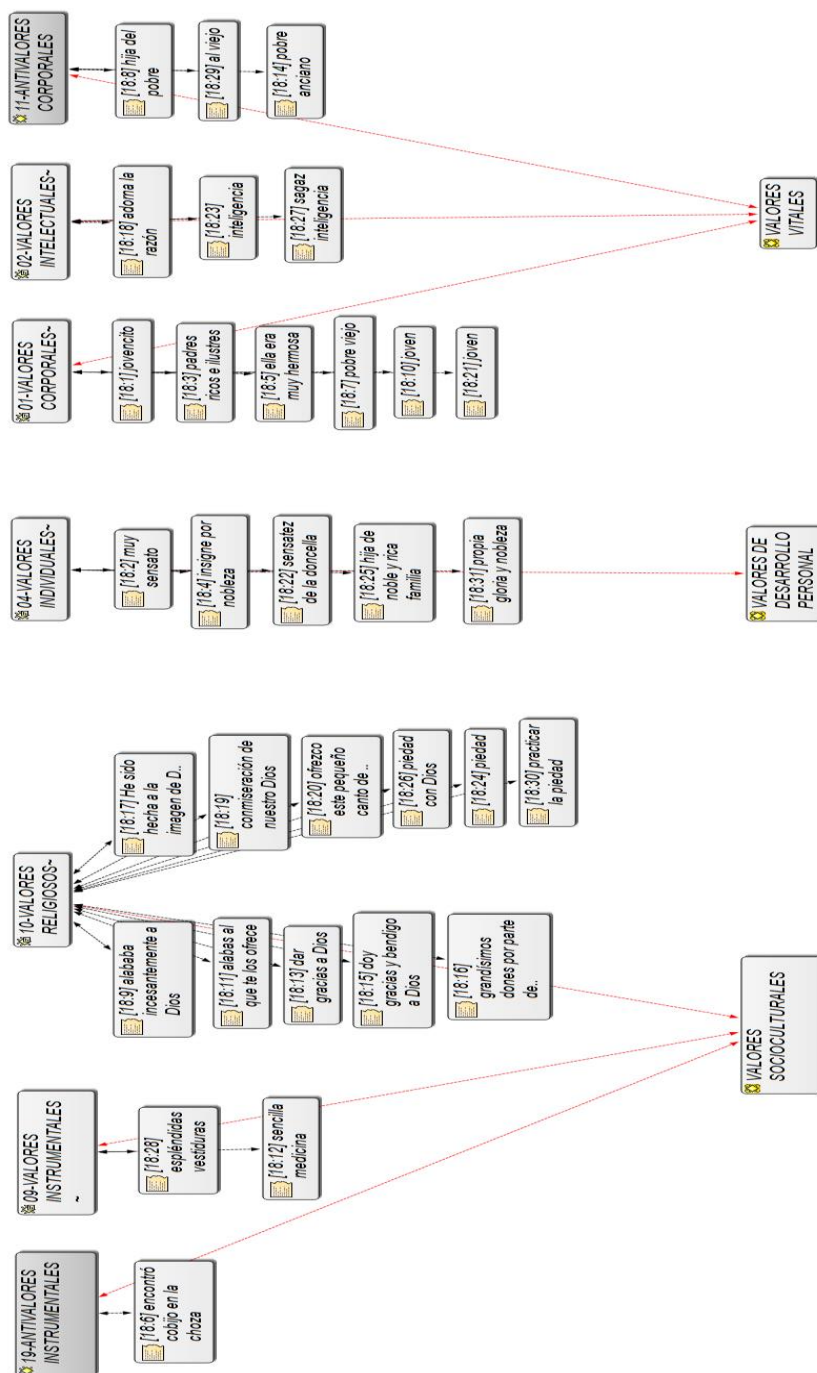 19-ANTIVALORES
INSTRUMENTALES
[18:6] encontró
cobijo en la
choza
09-VALORES
INSTRUMENTALES
~
[18:28]
espléndidas
vestiduras
[18:12] sencilla
medicina
10-VALORES
RELIGIOSOS~
[18:9] alababa
incesantemente a
Dios
[18:11] alabas al
que te los ofrece
[18:13] dar
gracias a Dios
[18:15] doy
gracias y bendigo
a Dios
[18:16]
grandísimos
dones por parte
de..
[18:17] He sido
hecha a la
imagen de D..
[18:19]
conmiseración de
nuestro Dios
[18:20] ofrezco
este pequeño
canto de ..
[18:26] piedad
con Dios
[18:24] piedad
[18:30] practicar
la piedad
VALORES
SOCIOCULTURALES
04-VALORES
INDIVIDUALES~
[18:2] muy
sensato
[18:4] insigne por
nobleza
[18:22] sensatez
de la doncella
[18:25] hija de
noble y rica
familia
[18:31] propia
gloria y nobleza
VALORES DE
DESARROLLO
PERSONAL
01-VALORES
CORPORALES~
[18:1] jovencito
[18:3] padres
ricos e ilustres
[18:5] ella era
muy hermosa
[18:7] pobre viejo
[18:10] joven
[18:21] joven
02-VALORES
INTELECTUALES~
[18:18] adorna la
razón
[18:23]
inteligencia
[18:27] sagaz
inteligencia
11-ANTIVALORES
CORPORALES
[18:8] hija del
pobre
[18:29] al viejo
[18:14] pobre
anciano
VALORES
VITALES